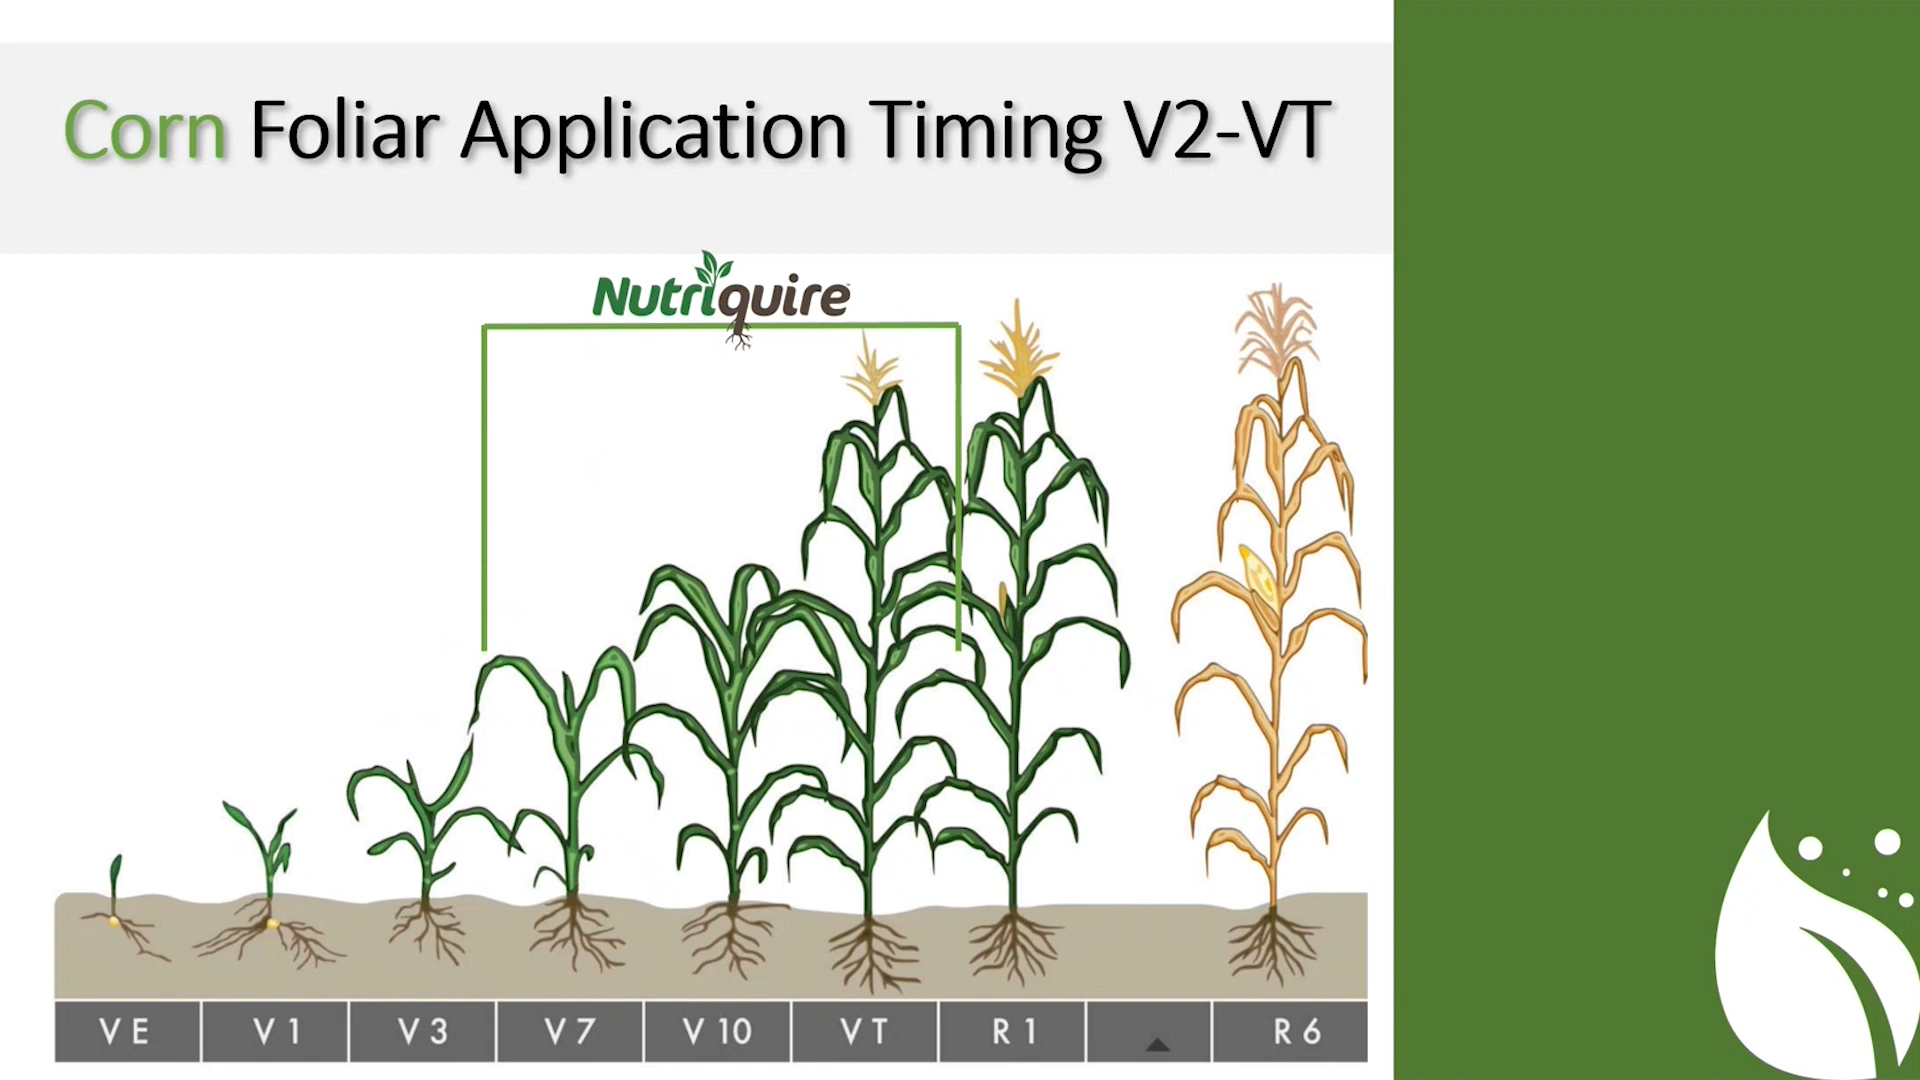 Corn Foliar Application Timing V2-VT
Nutriquire
VE V1 V3 V7 V10 VT R1 R6